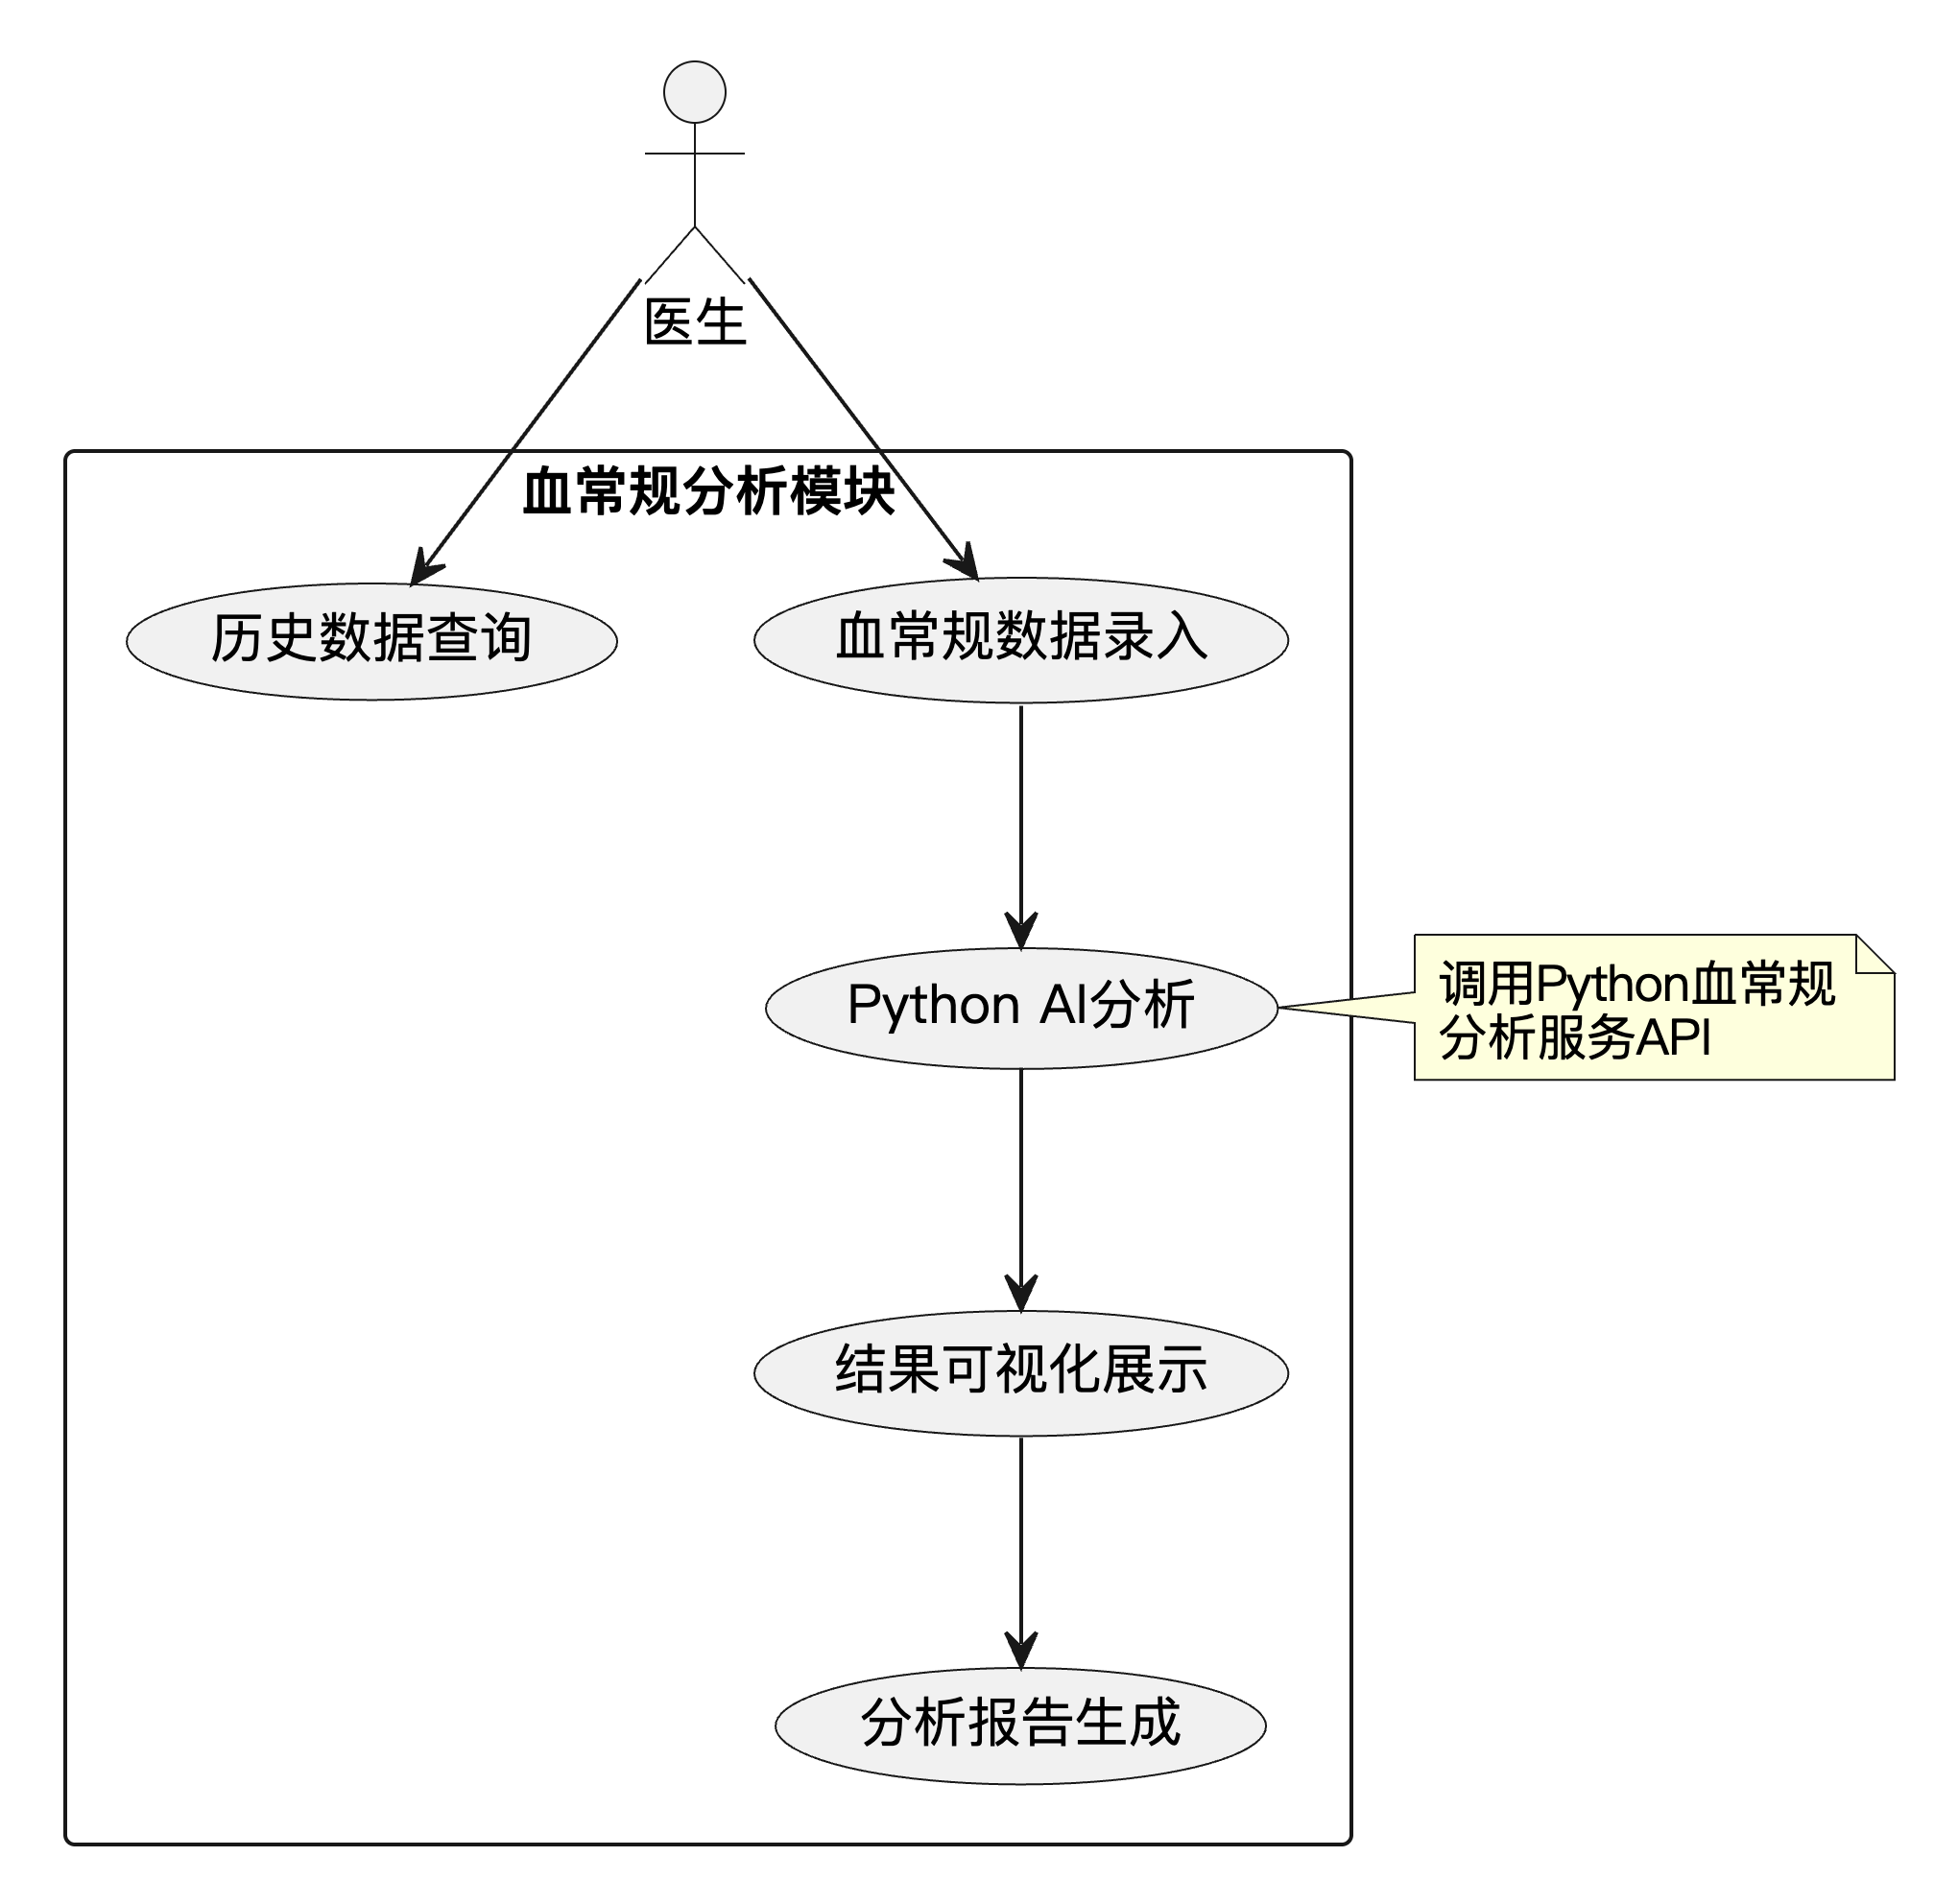 医生
血常规分析模块
历史数据查询
血常规数据录入
Python AI分析
调用Python血常规
分析服务API
结果可视化展示
分析报告生成